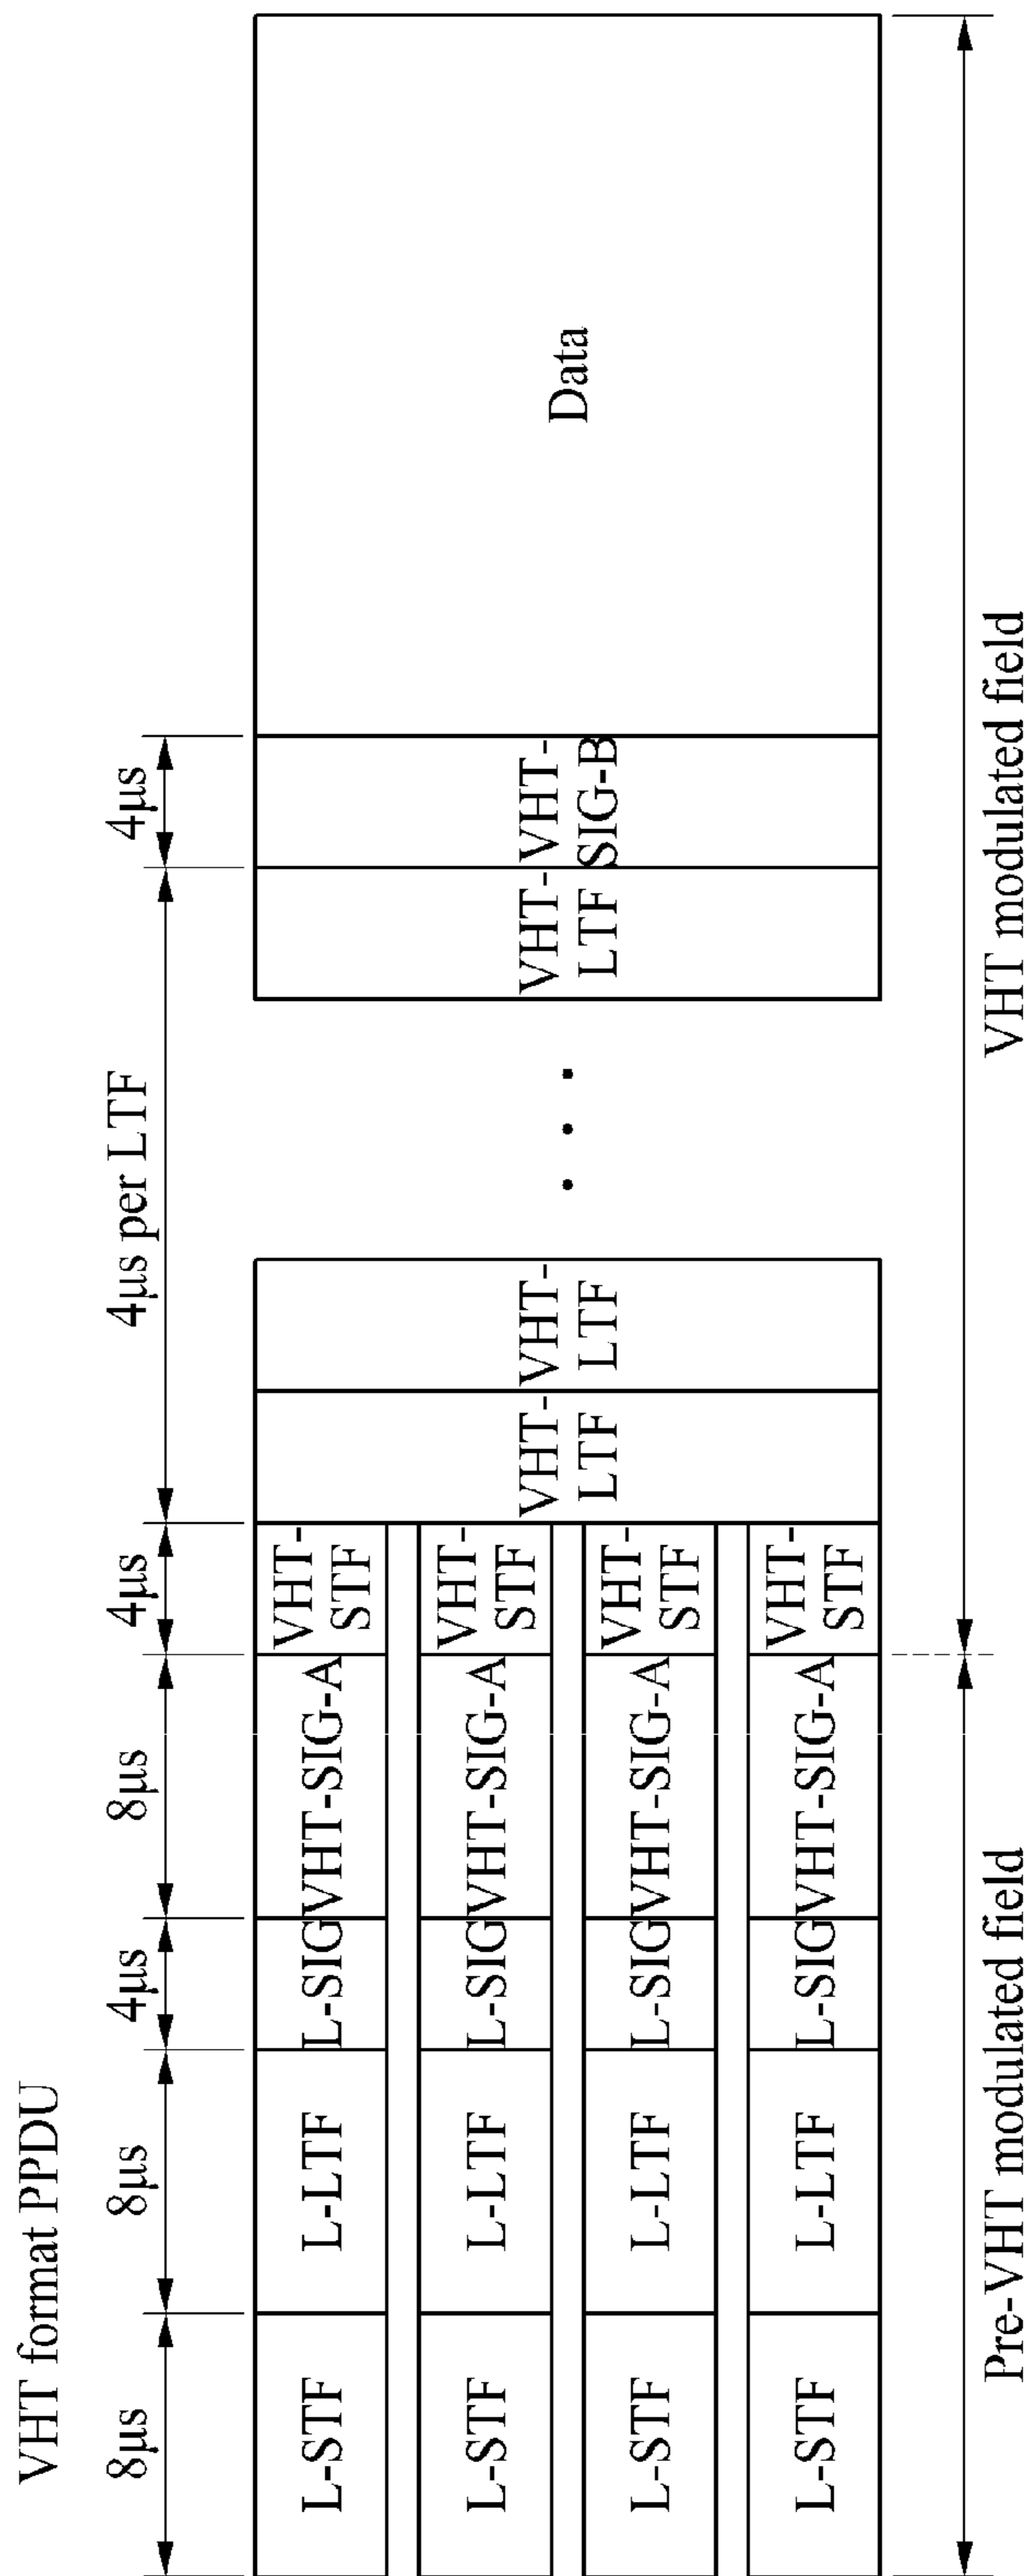 VHT format PPDU
8μs
8μs
4μs
8μs
4μs
4μs per LTF
4μs
L-STF
L-LTF
L-SIG
VHT-SIG-A
VHT-
STF
L-STF
L-LTF
L-SIG
VHT-SIG-A
VHT-
STF
L-STF
L-LTF
L-SIG
VHT-SIG-A
VHT-
STF
L-STF
L-LTF
L-SIG
VHT-SIG-A
VHT-
STF
VHT-
LTF
VHT-
LTF
• • •
VHT-
LTF
VHT-
SIG-B
Data
Pre-VHT modulated field
VHT modulated field